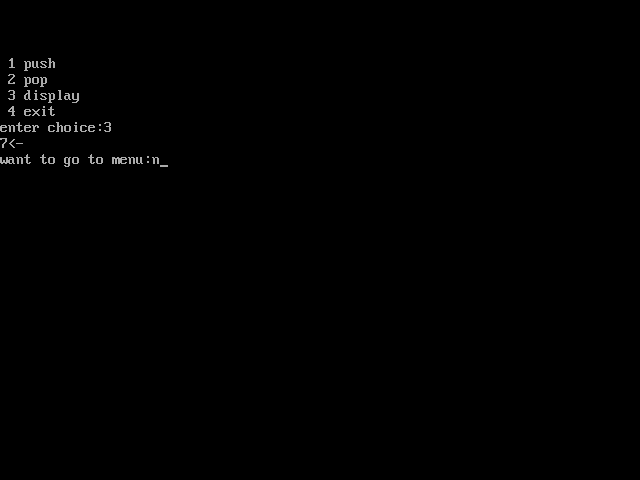 1 push
2 pop
3 display
4 exit
enter choice:3
7<-
want to go to menu:n_